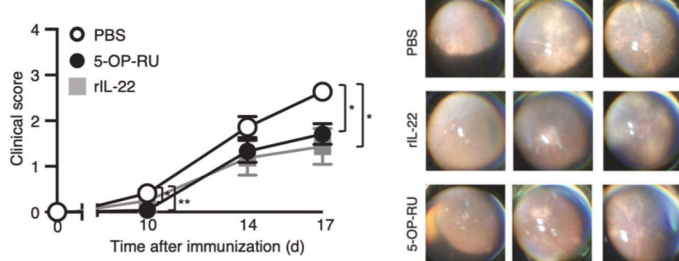 4
3
2
1
0
Clinical score
PBS
5-OP-RU
rIL-22
*
*
*
**
0
10
14
17
Time after immunization (d)
PBS
rIL-22
5-OP-RU